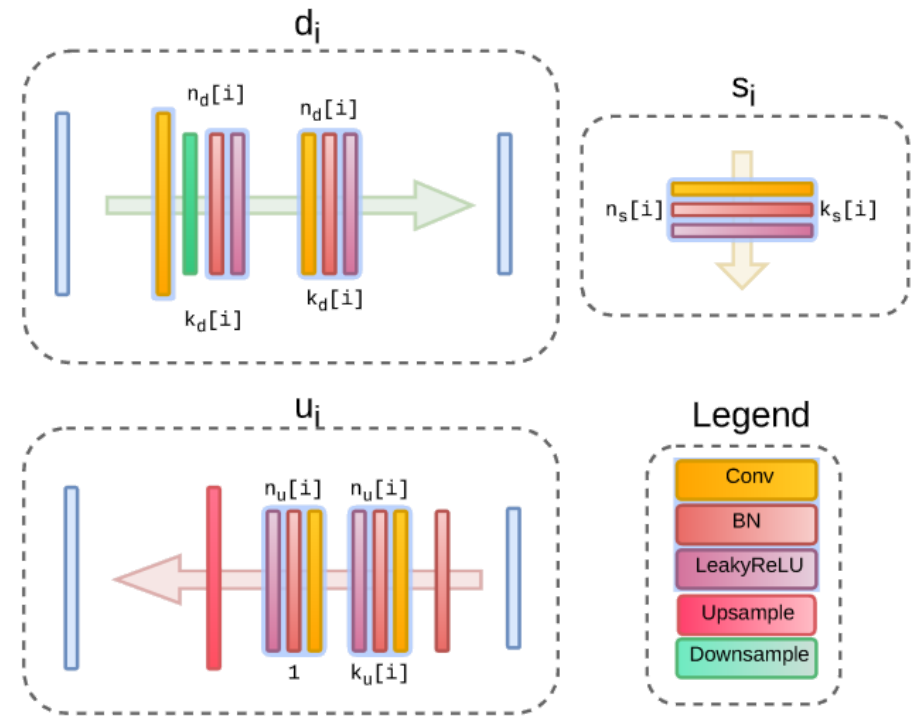 d_i
n_d[i]
n_d[i]
k_d[i]
k_d[i]
s_i
n_s[i]
k_s[i]
u_i
n_u[i]
n_u[i]
1
k_u[i]
Legend
Conv
BN
LeakyReLU
Upsample
Downsample